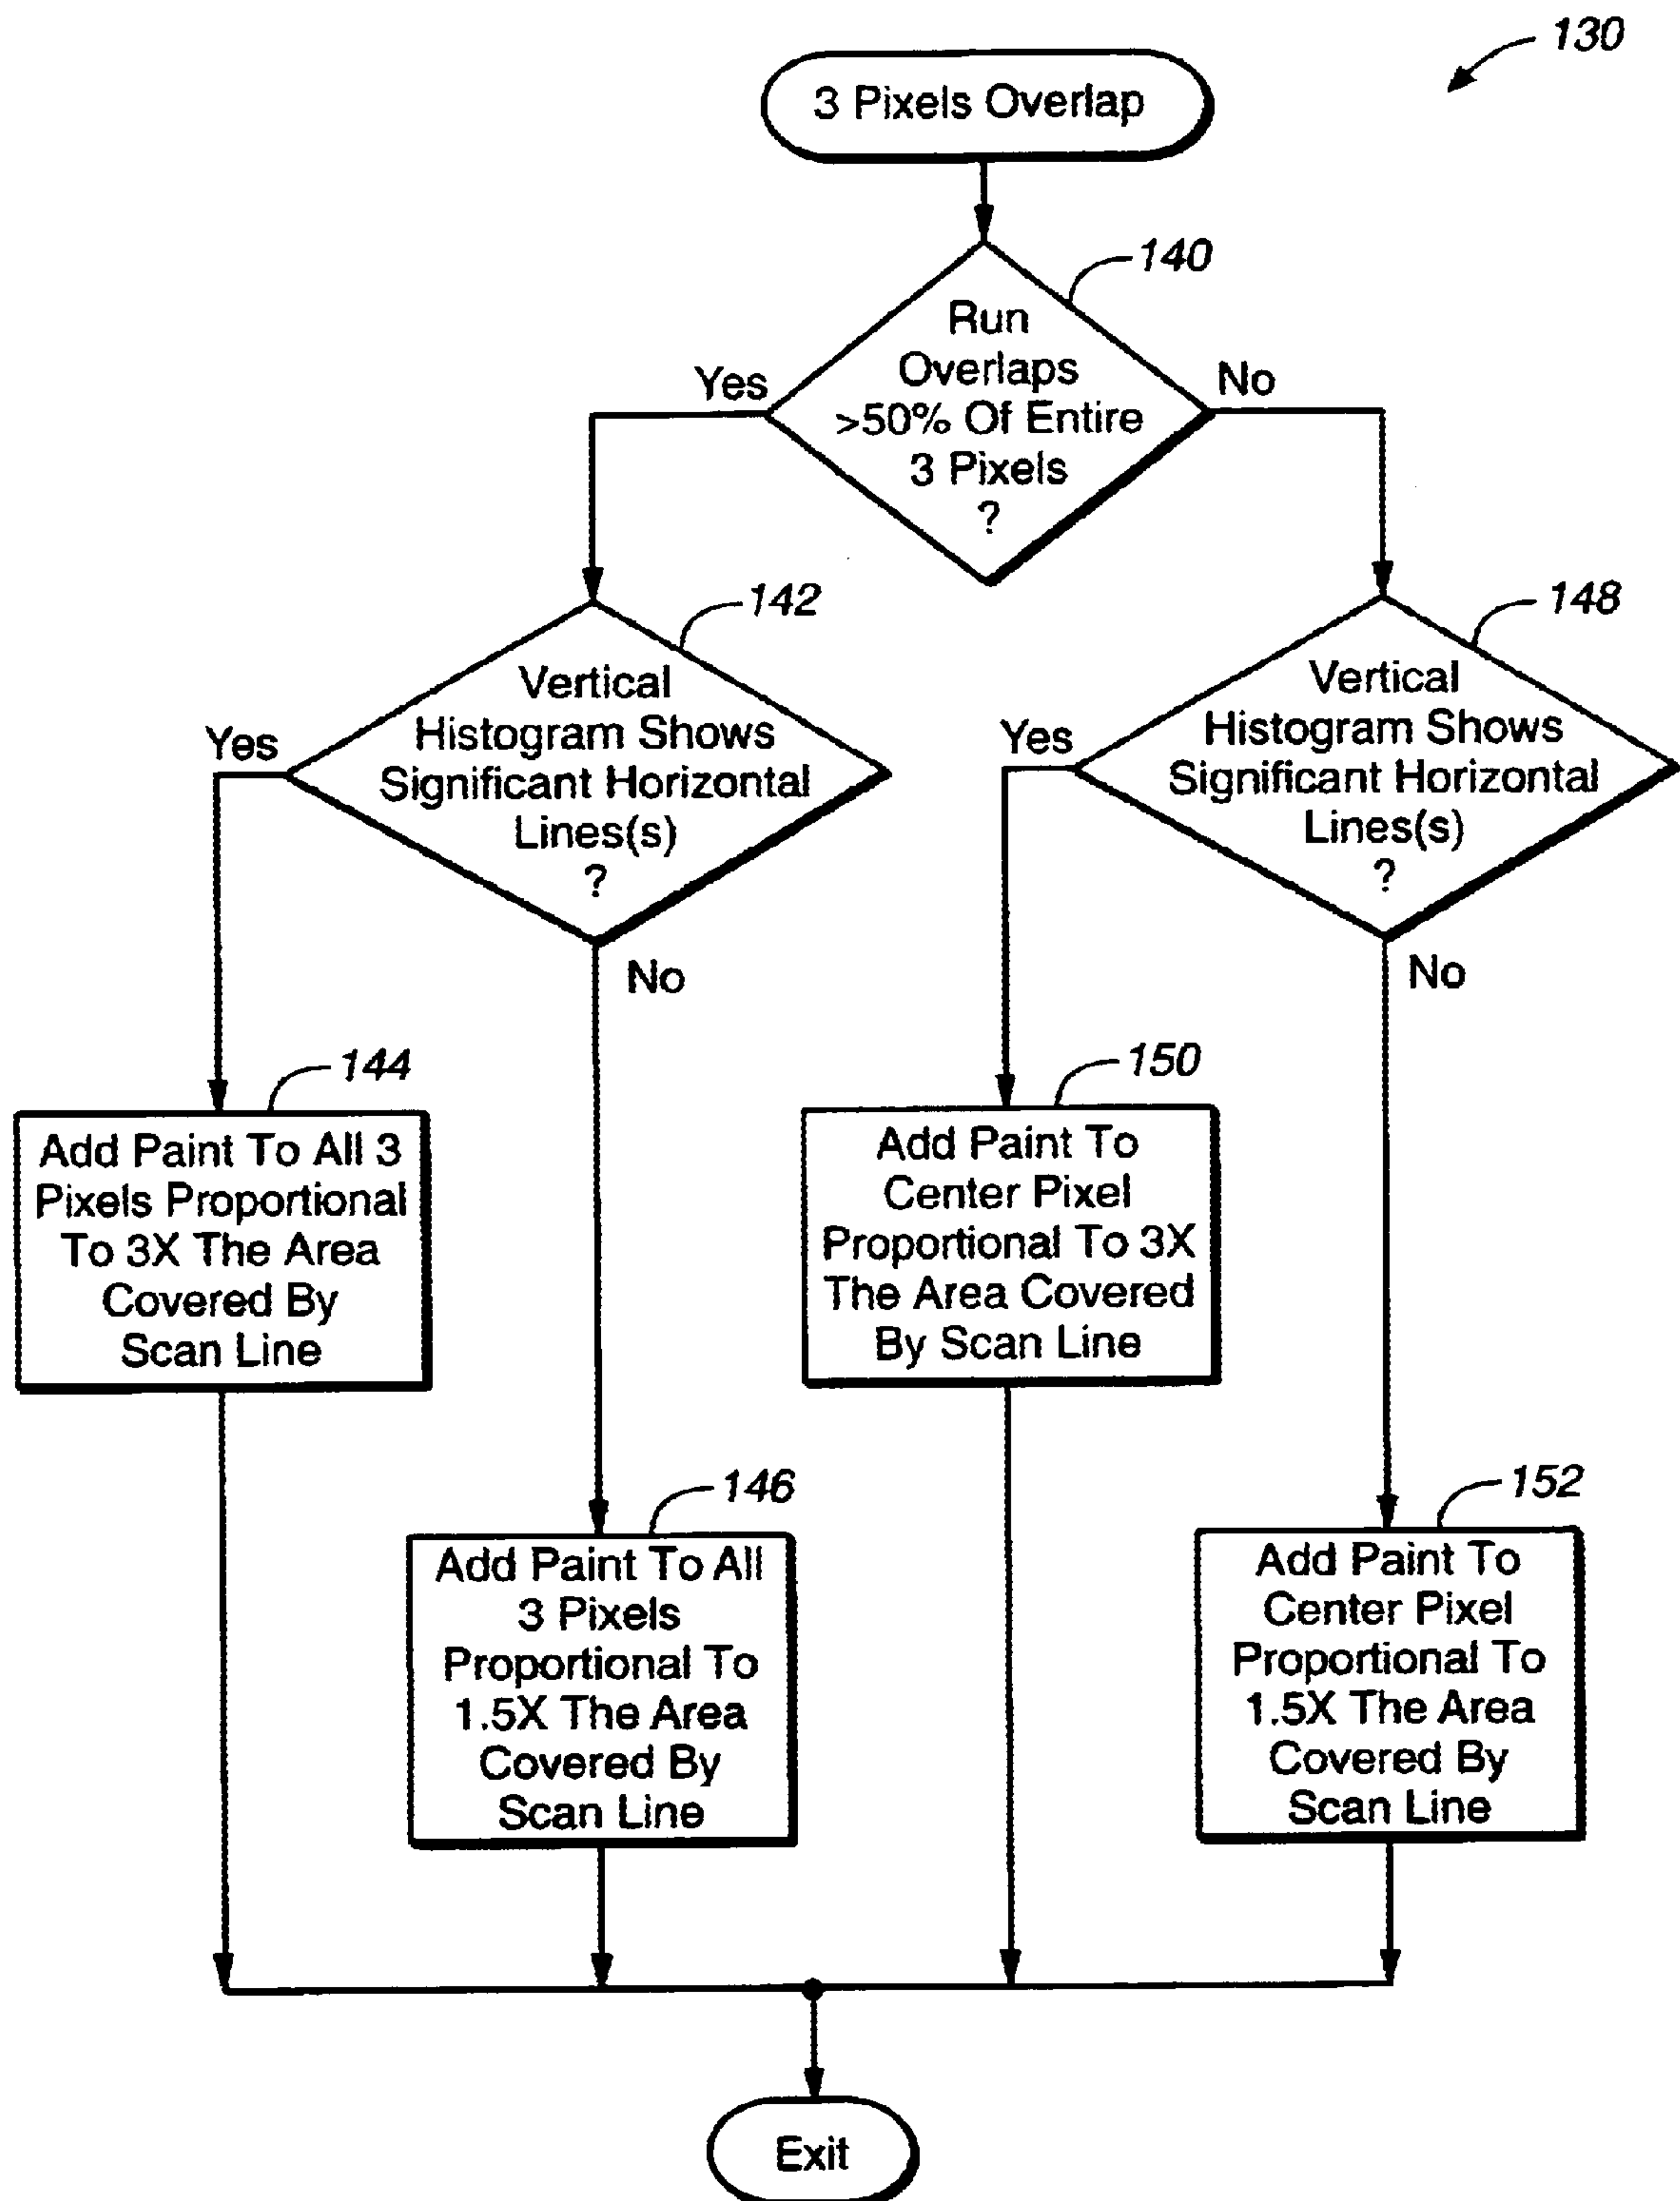 130
3 Pixels Overlap
140
Run
Overlaps
>50% Of Entire
3 Pixels
?
Yes
No
142
Vertical
Histogram Shows
Significant Horizontal
Lines(s)
?
Yes
No
148
Vertical
Histogram Shows
Significant Horizontal
Lines(s)
?
Yes
No
144
Add Paint To All 3
Pixels Proportional
To 3X The Area
Covered By
Scan Line
150
Add Paint To
Center Pixel
Proportional To 3X
The Area Covered
By Scan Line
146
Add Paint To All
3 Pixels
Proportional To
1.5X The Area
Covered By
Scan Line
152
Add Paint To
Center Pixel
Proportional To
1.5X The Area
Covered By
Scan Line
Exit